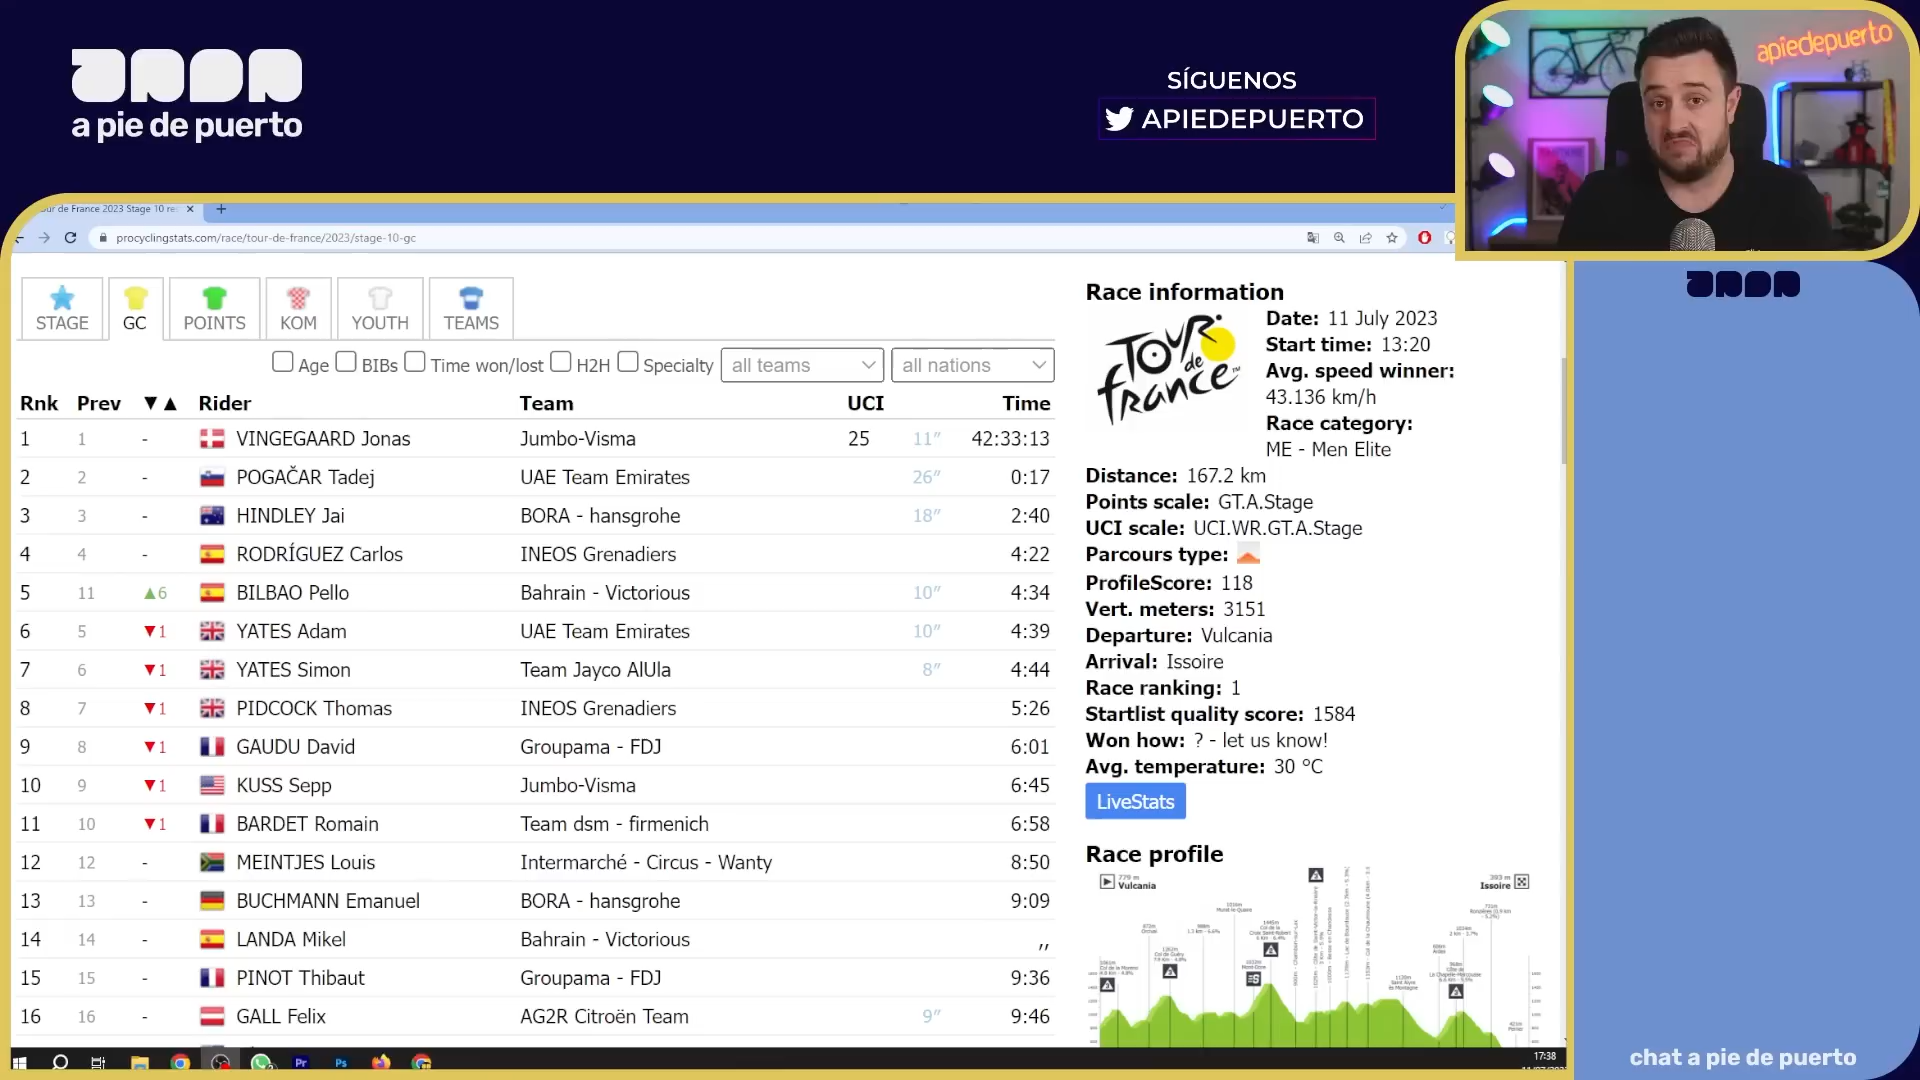 a pie de puerto
SÍGUENOS
APIEDEPUERTO
apiedepuerto
Tour de France 2023 Stage 10 re
procyclingstats.com/race/tour-de-france/2023/stage-10-gc
STAGE GC POINTS KOM YOUTH TEAMS
Age BIBs Time won/lost H2H Specialty all teams all nations
Rnk Prev ▼▲ Rider Team UCI Time
1 1 - VINGEGAARD Jonas Jumbo-Visma 25 11″ 42:33:13
2 2 - POGAČAR Tadej UAE Team Emirates 26″ 0:17
3 3 - HINDLEY Jai BORA - hansgrohe 18″ 2:40
4 4 - RODRÍGUEZ Carlos INEOS Grenadiers 4:22
5 11 ▲6 BILBAO Pello Bahrain - Victorious 10″ 4:34
6 5 ▼1 YATES Adam UAE Team Emirates 10″ 4:39
7 6 ▼1 YATES Simon Team Jayco AlUla 8″ 4:44
8 7 ▼1 PIDCOCK Thomas INEOS Grenadiers 5:26
9 8 ▼1 GAUDU David Groupama - FDJ 6:01
10 9 ▼1 KUSS Sepp Jumbo-Visma 6:45
11 10 ▼1 BARDET Romain Team dsm - firmenich 6:58
12 12 - MEINTJES Louis Intermarché - Circus - Wanty 8:50
13 13 - BUCHMANN Emanuel BORA - hansgrohe 9:09
14 14 - LANDA Mikel Bahrain - Victorious ,,
15 15 - PINOT Thibaut Groupama - FDJ 9:36
16 16 - GALL Felix AG2R Citroën Team 9″ 9:46
Race information
TOUR de france
Date: 11 July 2023
Start time: 13:20
Avg. speed winner:
43.136 km/h
Race category:
ME - Men Elite
Distance: 167.2 km
Points scale: GT.A.Stage
UCI scale: UCI.WR.GT.A.Stage
Parcours type:
ProfileScore: 118
Vert. meters: 3151
Departure: Vulcania
Arrival: Issoire
Race ranking: 1
Startlist quality score: 1584
Won how: ? - let us know!
Avg. temperature: 30 °C
LiveStats
Race profile
779 m
Vulcania
393 m
Issoire
Pr Ps
17:38
chat a pie de puerto